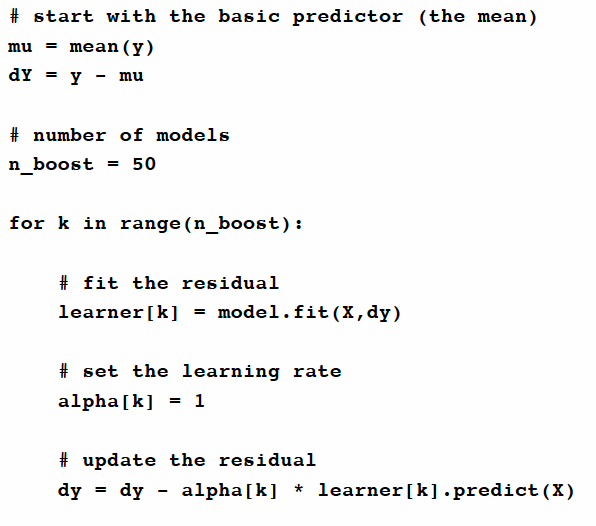 # start with the basic predictor (the mean)
mu = mean(y)
dY = y - mu
# number of models
n_boost = 50
for k in range(n_boost):
# fit the residual
learner[k] = model.fit(X,dy)
# set the learning rate
alpha[k] = 1
# update the residual
dy = dy - alpha[k] * learner[k].predict(X)